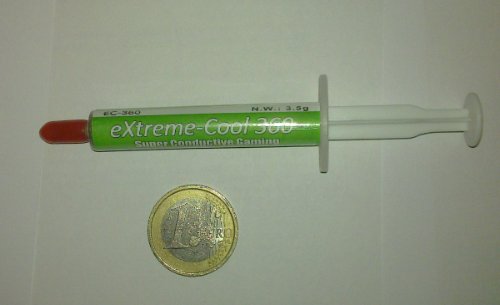 EC-360 N.W.: 3.5g
eXtreme-Cool 360
Super Conductive Gaming
1
EURO